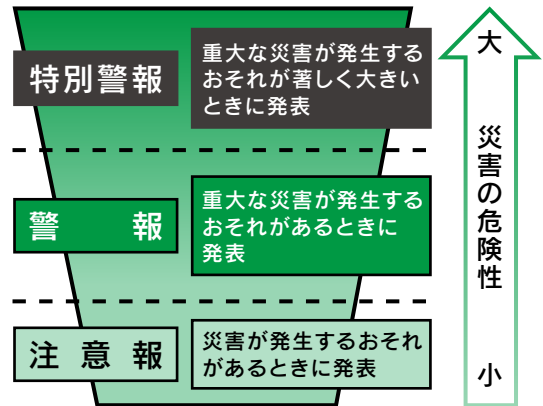 特別警報
重大な災害が発生する
おそれが著しく大きい
ときに発表
警報
重大な災害が発生する
おそれがあるときに
発表
注意報
災害が発生するおそれ
があるときに発表
大
災害の危険性
小